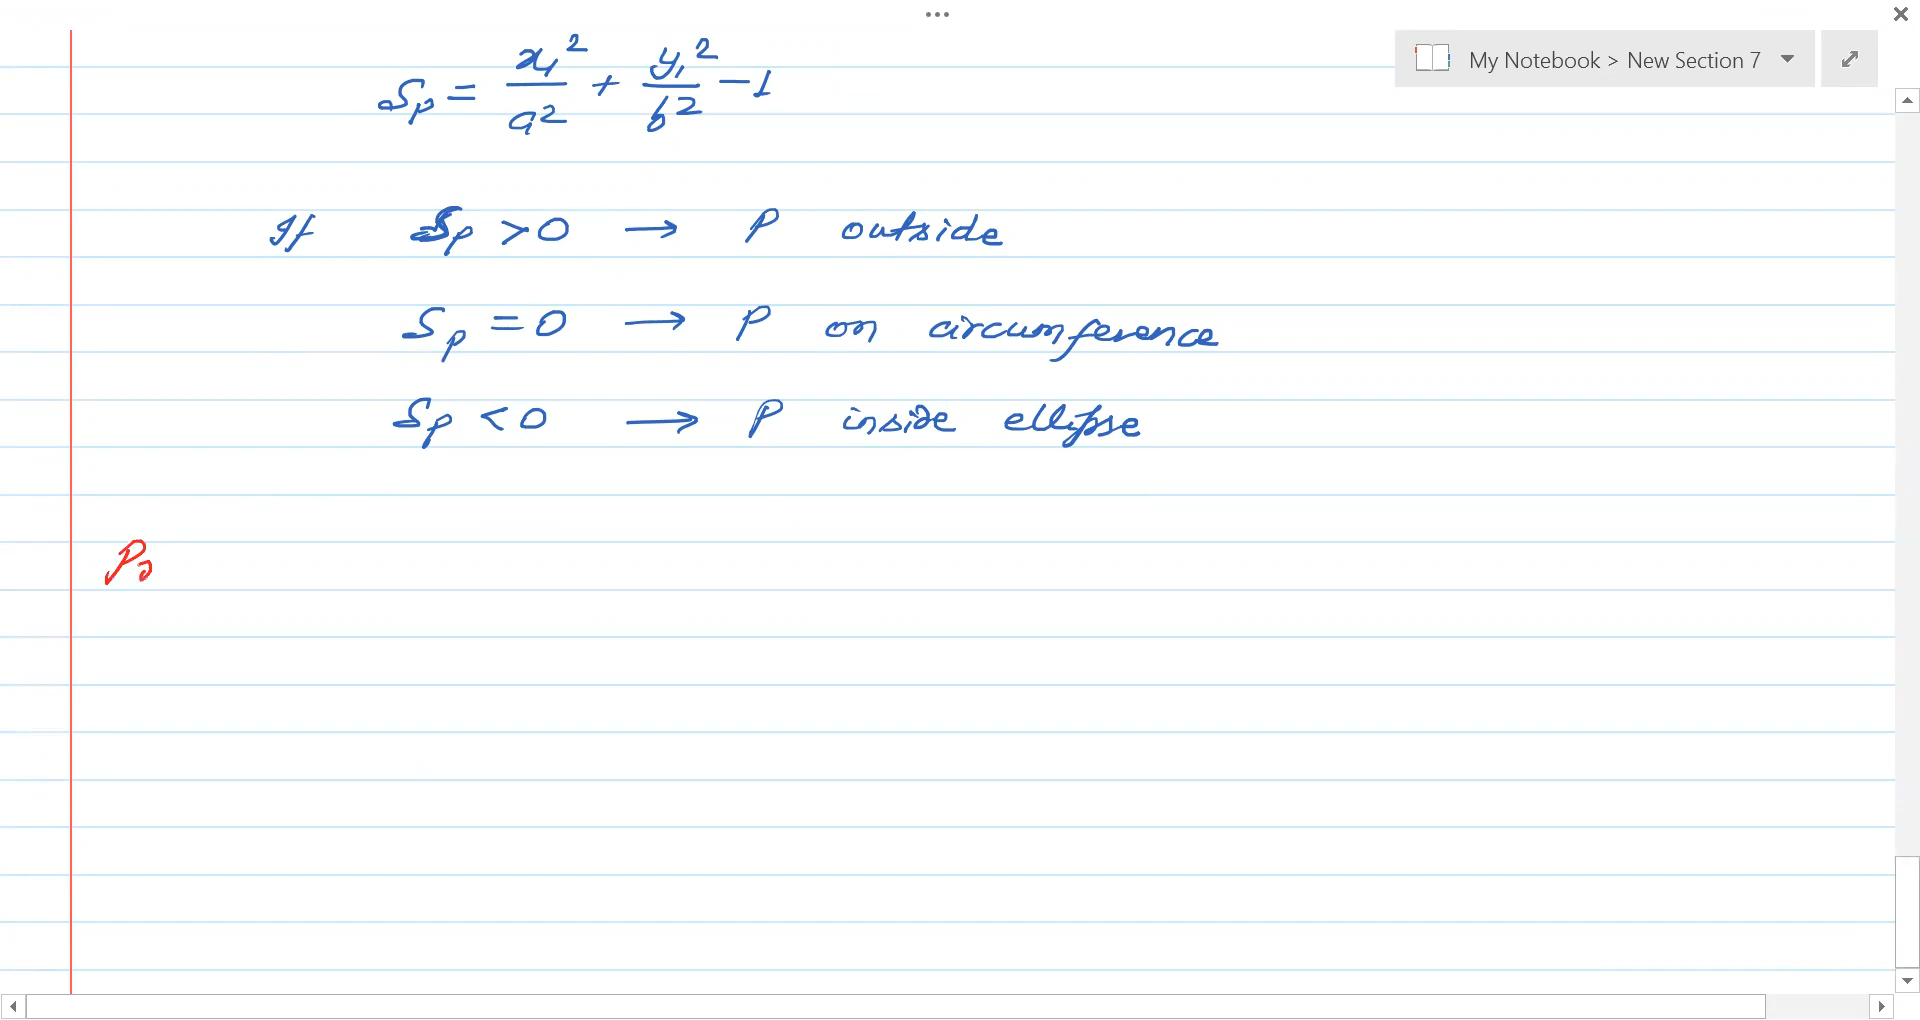 My Notebook > New Section 7
Sp = x₁²/a² + y₁²/b² - 1
If Sp > 0 → P outside
Sp = 0 → P on circumference
Sp < 0 → P inside ellipse